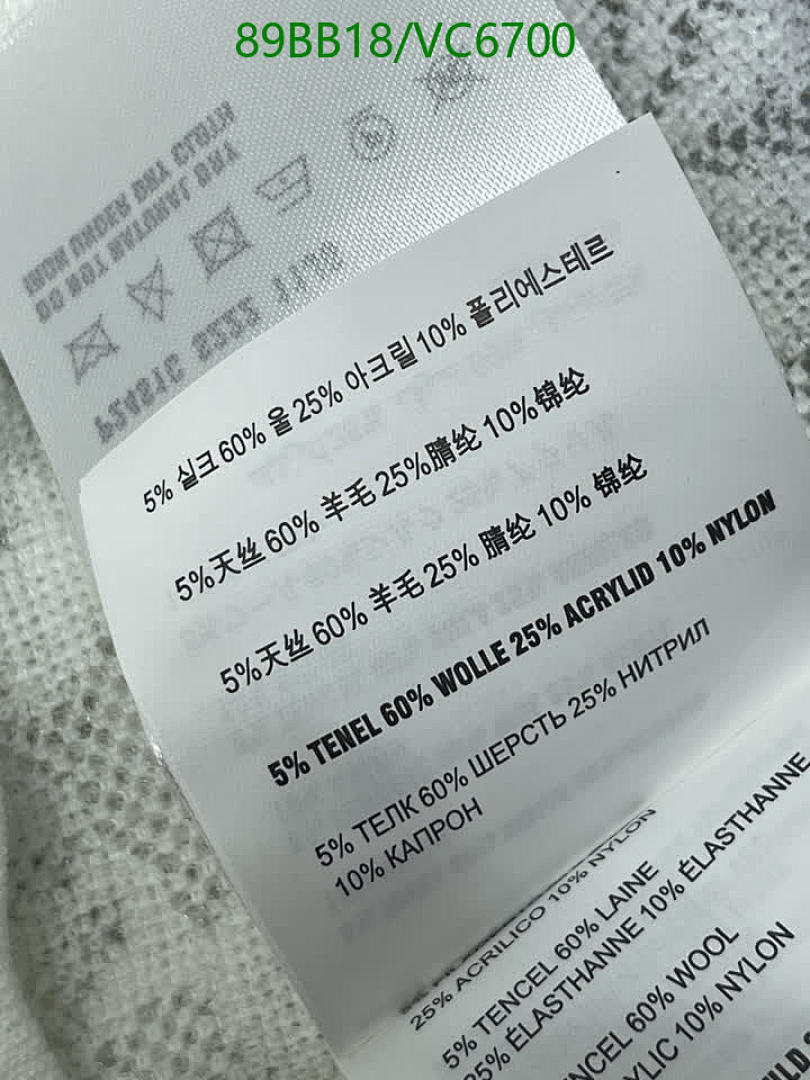 89BB18/VC6700
5% 실크 60% 울 25% 아크릴 10% 폴리에스테르
5%天丝 60% 羊毛 25%腈纶 10%锦纶
5%天丝 60% 羊毛 25% 腈纶 10% 锦纶
5% TENEL 60% WOLLE 25% ACRYLID 10% NYLON
5% ТЕЛК 60% ШЕРСТЬ 25% НИТРИЛ
10% КАПРОН
25% ACRILICO 10% NYLON
5% TENCEL 60% LAINE
25% ÉLASTHANNE 10% ÉLASTHANNE
60% WOOL
10% NYLON